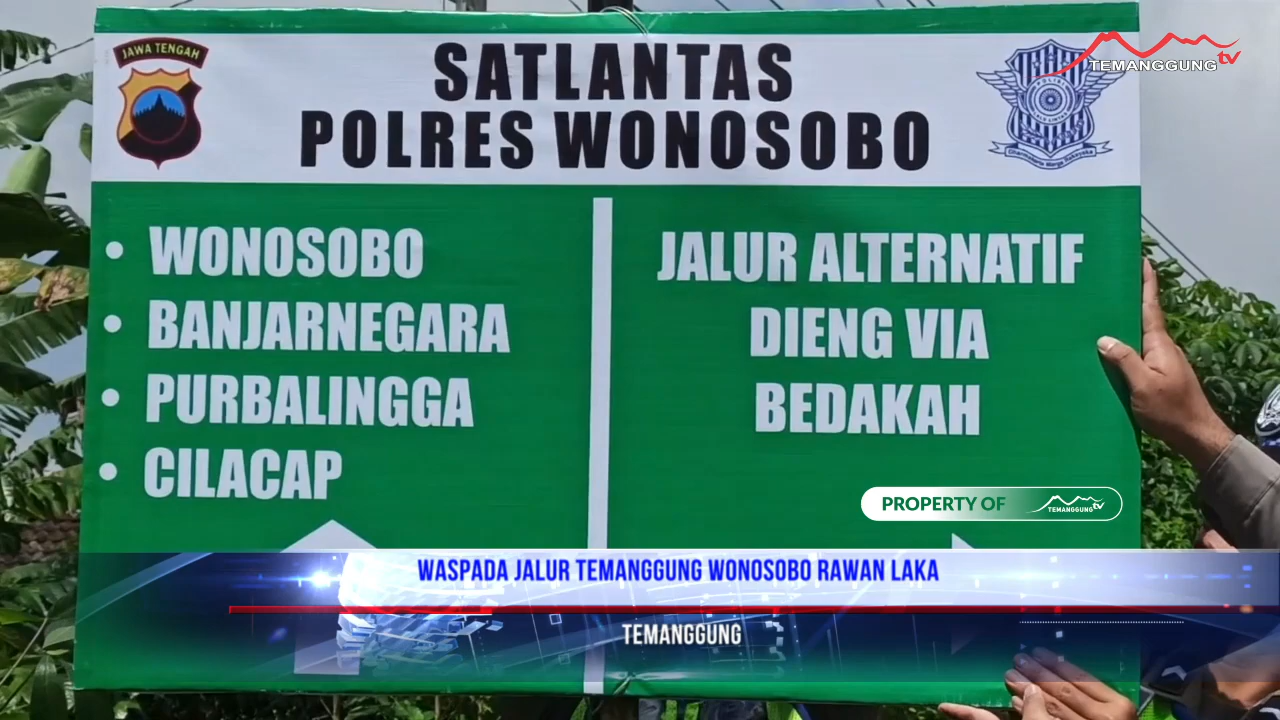 JAWA TENGAH
SATLANTAS
POLRES WONOSOBO
TEMANGGUNG tv
• WONOSOBO
• BANJARNEGARA
• PURBALINGGA
• CILACAP
JALUR ALTERNATIF
DIENG VIA
BEDAKAH
PROPERTY OF TEMANGGUNG tv
WASPADA JALUR TEMANGGUNG WONOSOBO RAWAN LAKA
TEMANGGUNG